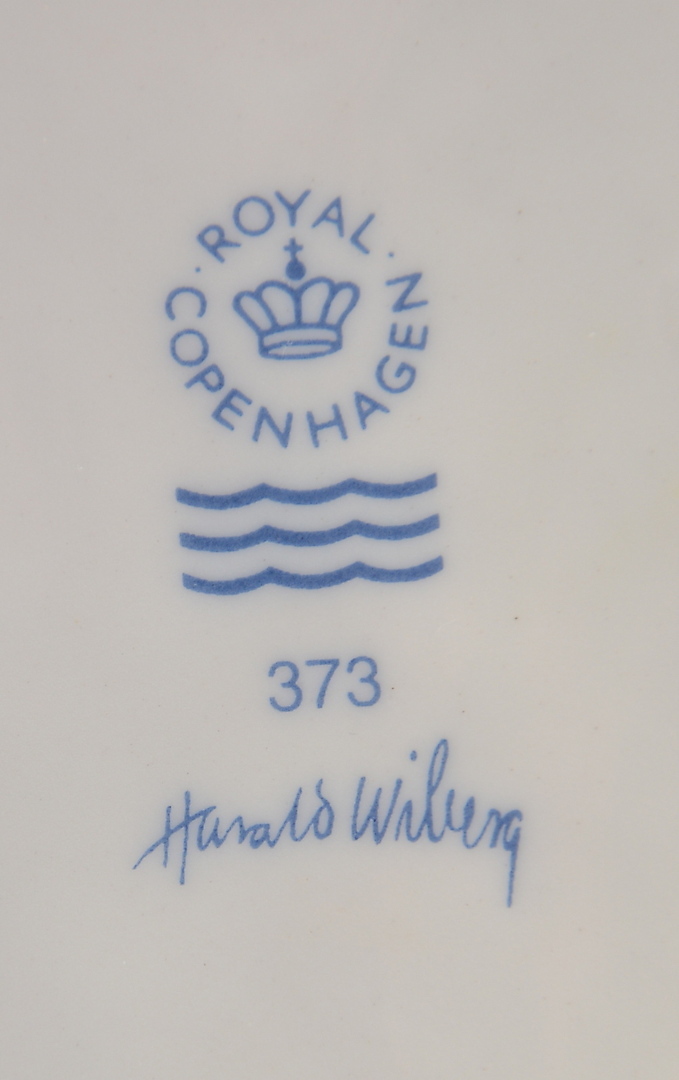 ROYAL
COPENHAGEN
373
Harald Wiberg